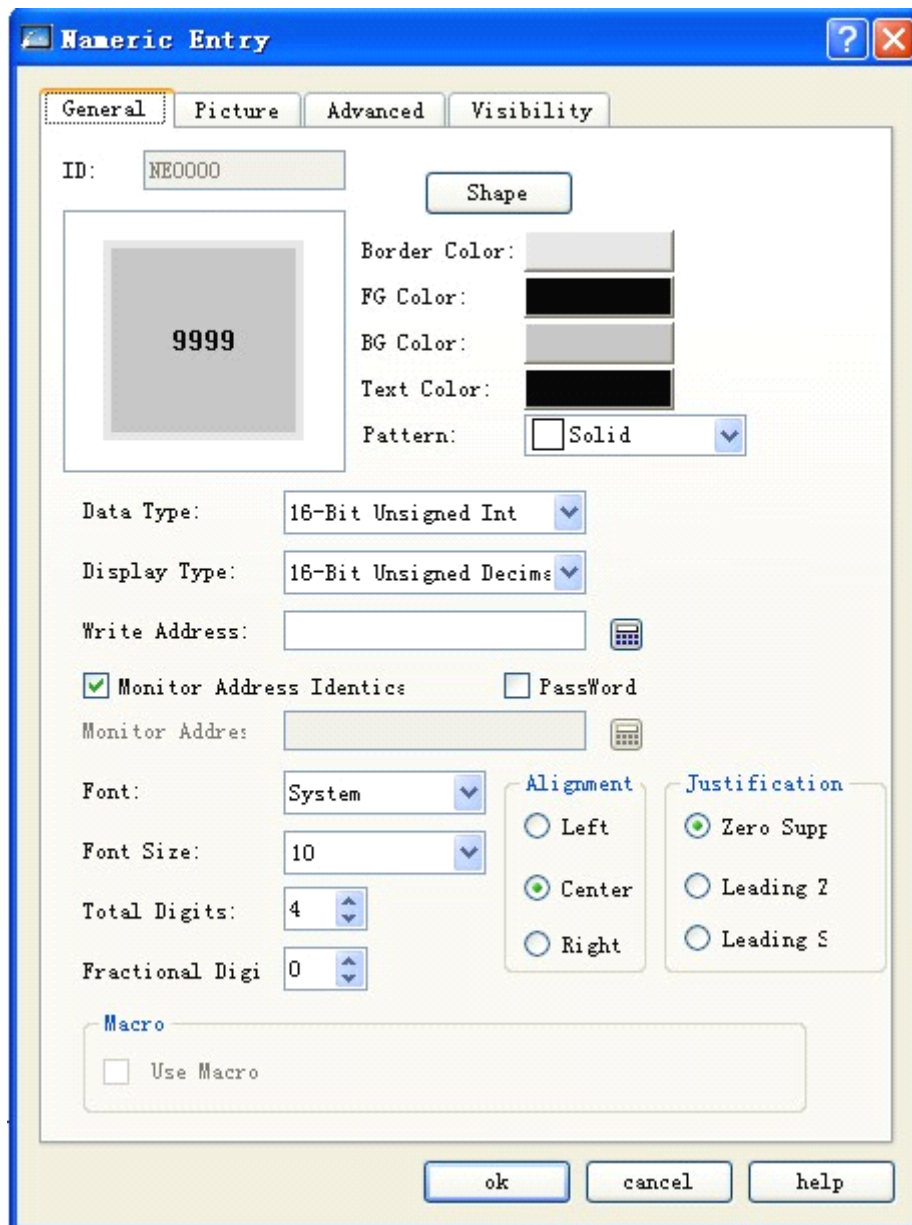 Nameric Entry
General Picture Advanced Visibility
ID: NE0000
Shape
Border Color:
FG Color:
9999
BG Color:
Text Color:
Pattern: Solid
Data Type: 16-Bit Unsigned Int
Display Type: 16-Bit Unsigned Decima
Write Address:
Monitor Address Identica PassWord
Monitor Addres
Font: System
Alignment
Justification
Left
Zero Supp
Font Size: 10
Center
Leading Z
Total Digits: 4
Right
Leading S
Fractional Digi 0
Macro
Use Macro
ok cancel help